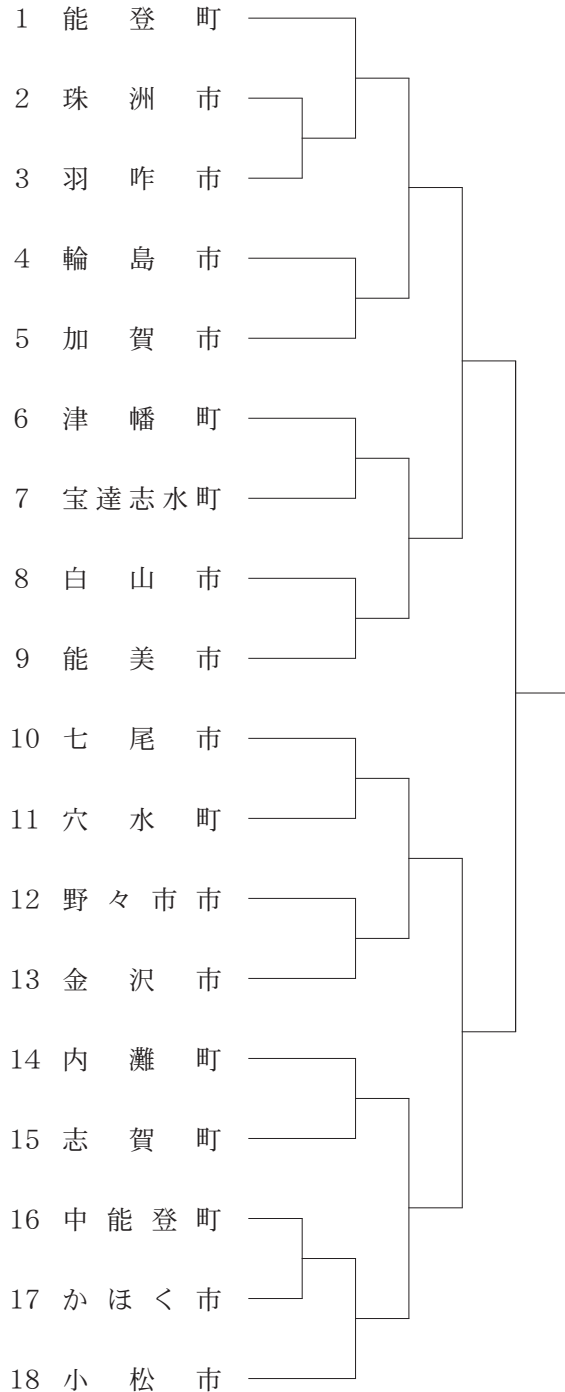 1 能登町
2 珠洲市
3 羽咋市
4 輪島市
5 加賀市
6 津幡町
7 宝達志水町
8 白山市
9 能美市
10 七尾市
11 穴水町
12 野々市市
13 金沢市
14 内灘町
15 志賀町
16 中能登町
17 かほく市
18 小松市